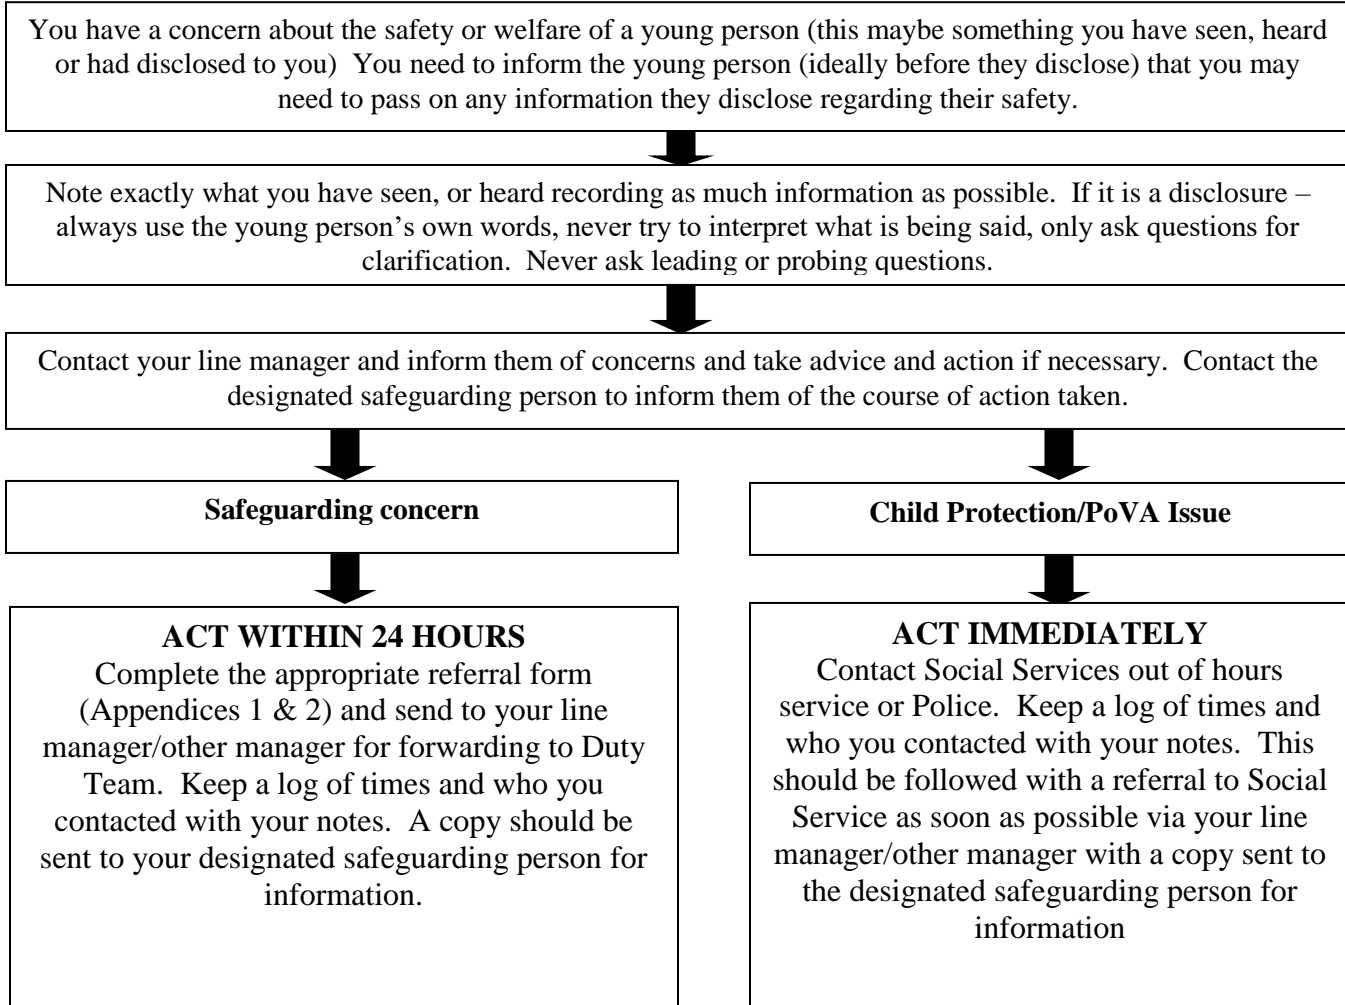 You have a concern about the safety or welfare of a young person (this maybe something you have seen, heard
or had disclosed to you)  You need to inform the young person (ideally before they disclose) that you may
need to pass on any information they disclose regarding their safety.
Note exactly what you have seen, or heard recording as much information as possible.  If it is a disclosure –
always use the young person’s own words, never try to interpret what is being said, only ask questions for
clarification.  Never ask leading or probing questions.
Contact your line manager and inform them of concerns and take advice and action if necessary.  Contact the
designated safeguarding person to inform them of the course of action taken.
Safeguarding concern
Child Protection/PoVA Issue
ACT WITHIN 24 HOURS
Complete the appropriate referral form
(Appendices 1 & 2) and send to your line
manager/other manager for forwarding to Duty
Team.  Keep a log of times and who you
contacted with your notes.  A copy should be
sent to your designated safeguarding person for
information.
ACT IMMEDIATELY
Contact Social Services out of hours
service or Police.  Keep a log of times and
who you contacted with your notes.  This
should be followed with a referral to Social
Service as soon as possible via your line
manager/other manager with a copy sent to
the designated safeguarding person for
information